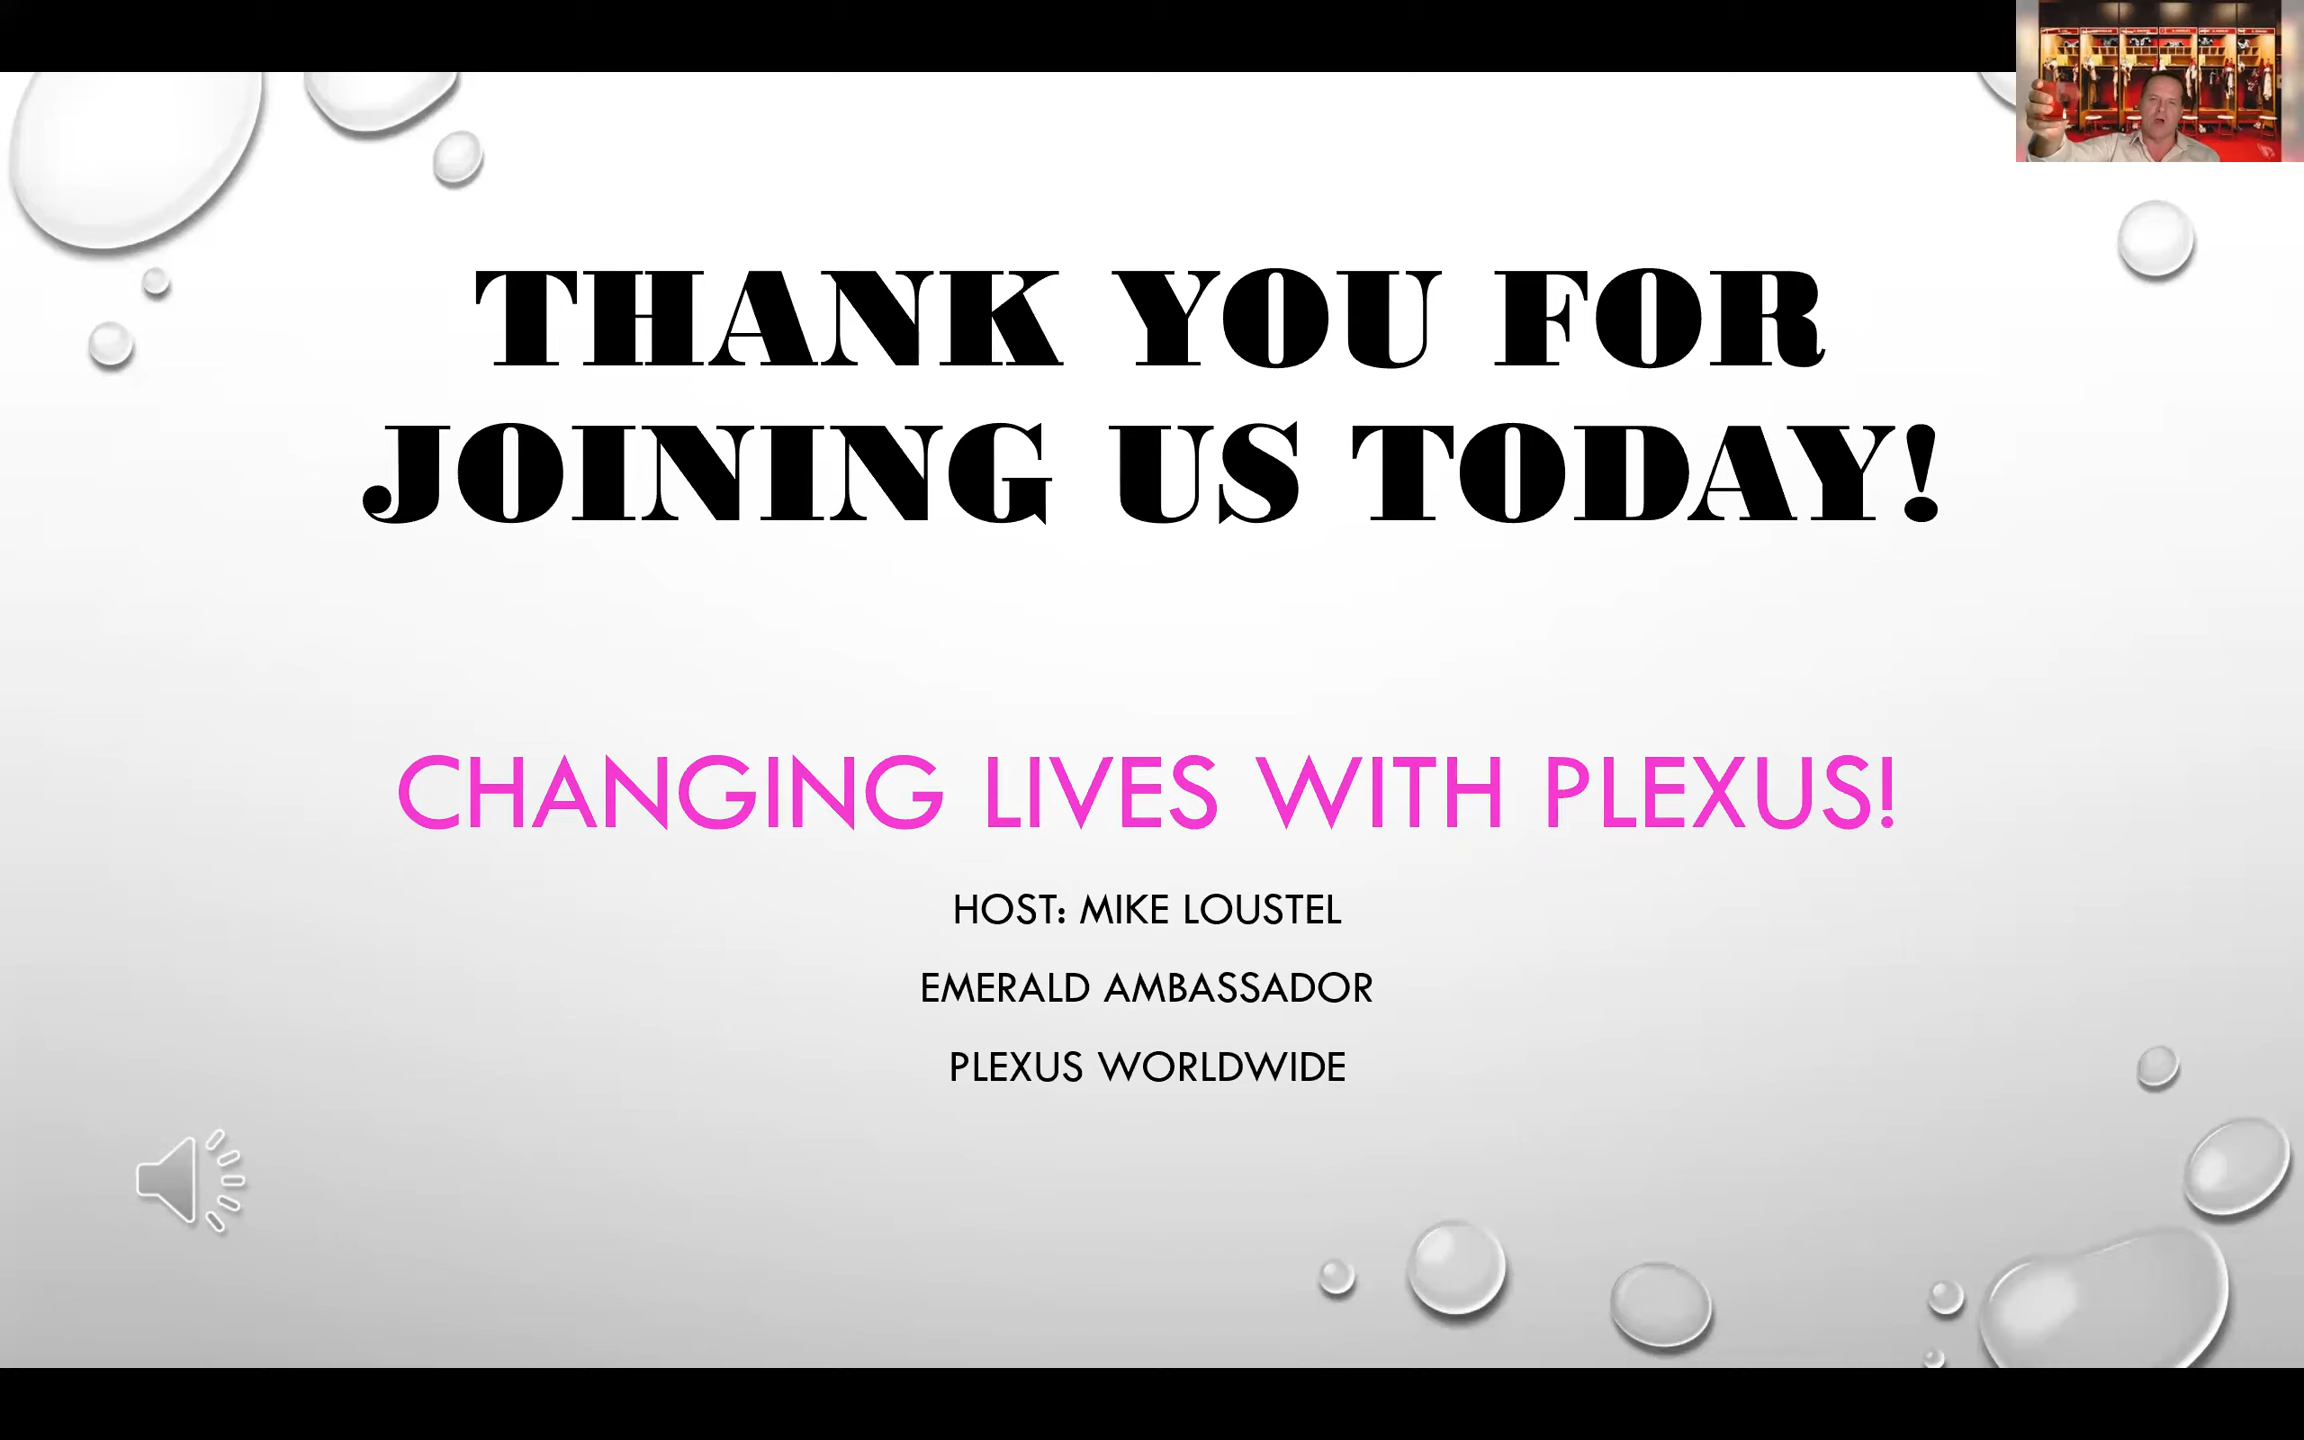 THANK YOU FOR
JOINING US TODAY!
CHANGING LIVES WITH PLEXUS!
HOST: MIKE LOUSTEL
EMERALD AMBASSADOR
PLEXUS WORLDWIDE